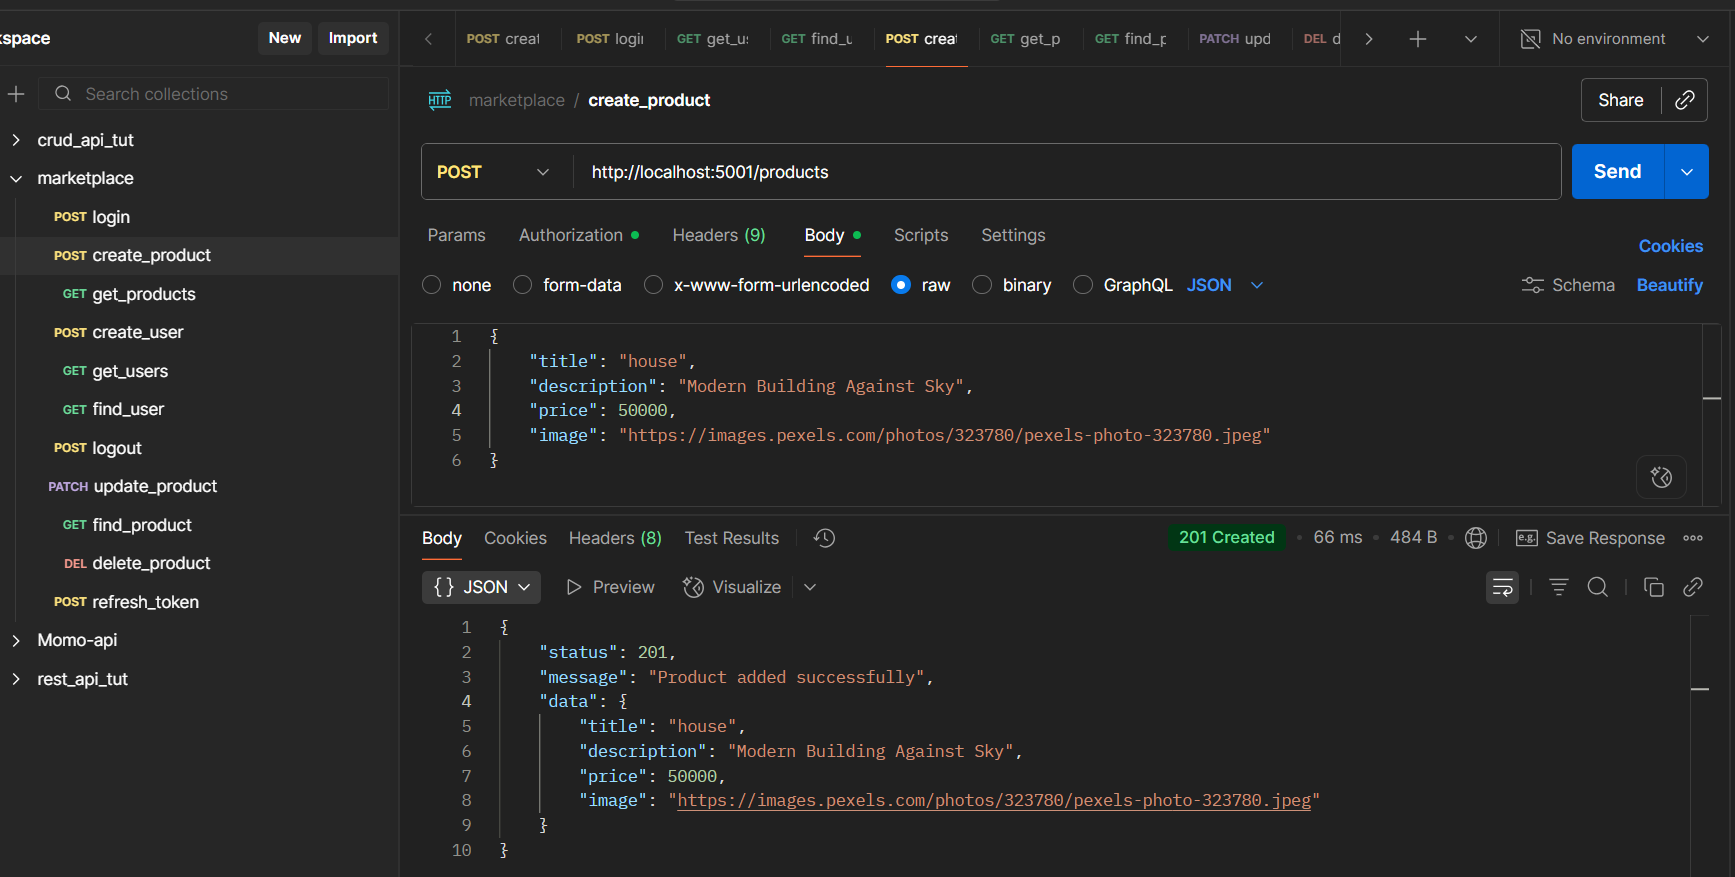 kspace
New
Import
POST creat
POST logi
GET get_u
GET find_u
POST crea
GET get_p
GET find_p
PATCH upd
DEL d
No environment
Search collections
crud_api_tut
marketplace
POST login
POST create_product
GET get_products
POST create_user
GET get_users
GET find_user
POST logout
PATCH update_product
GET find_product
DEL delete_product
POST refresh_token
Momo-api
rest_api_tut
HTTP marketplace / create_product
Share
POST http://localhost:5001/products
Send
Params Authorization Headers (9) Body Scripts Settings
Cookies
none form-data x-www-form-urlencoded raw binary GraphQL JSON
Schema Beautify
1 {
2 "title": "house",
3 "description": "Modern Building Against Sky",
4 "price": 50000,
5 "image": "https://images.pexels.com/photos/323780/pexels-photo-323780.jpeg"
6 }
Body Cookies Headers (8) Test Results
201 Created • 66 ms • 484 B • e.g. Save Response
{} JSON Preview Visualize
1 {
2 "status": 201,
3 "message": "Product added successfully",
4 "data": {
5 "title": "house",
6 "description": "Modern Building Against Sky",
7 "price": 50000,
8 "image": "https://images.pexels.com/photos/323780/pexels-photo-323780.jpeg"
9 }
10 }